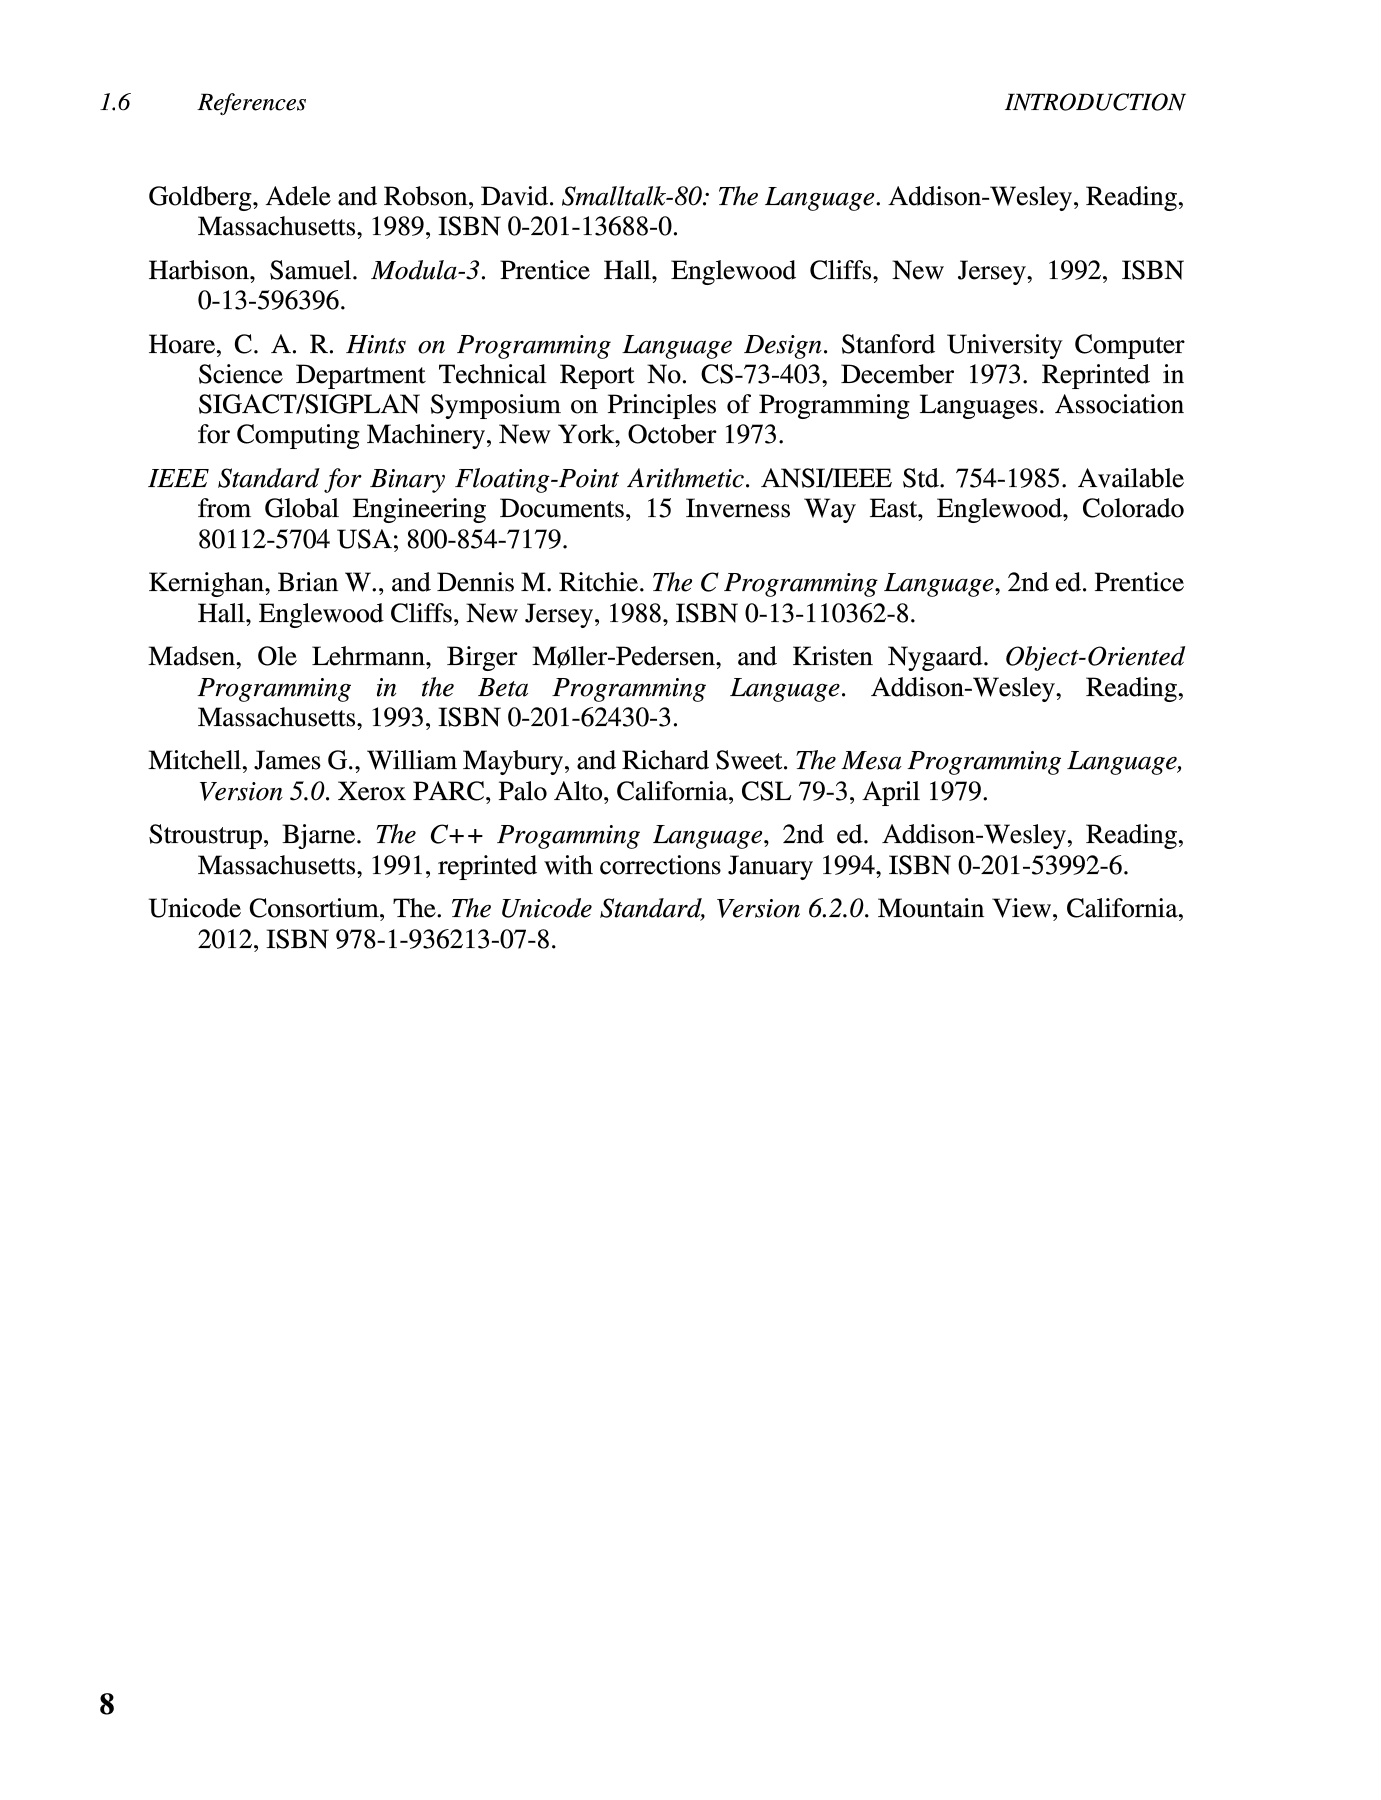 1.6 References INTRODUCTION
Goldberg, Adele and Robson, David. Smalltalk-80: The Language. Addison-Wesley, Reading,
Massachusetts, 1989, ISBN 0-201-13688-0.
Harbison, Samuel. Modula-3. Prentice Hall, Englewood Cliffs, New Jersey, 1992, ISBN
0-13-596396.
Hoare, C. A. R. Hints on Programming Language Design. Stanford University Computer
Science Department Technical Report No. CS-73-403, December 1973. Reprinted in
SIGACT/SIGPLAN Symposium on Principles of Programming Languages. Association
for Computing Machinery, New York, October 1973.
IEEE Standard for Binary Floating-Point Arithmetic. ANSI/IEEE Std. 754-1985. Available
from Global Engineering Documents, 15 Inverness Way East, Englewood, Colorado
80112-5704 USA; 800-854-7179.
Kernighan, Brian W., and Dennis M. Ritchie. The C Programming Language, 2nd ed. Prentice
Hall, Englewood Cliffs, New Jersey, 1988, ISBN 0-13-110362-8.
Madsen, Ole Lehrmann, Birger Møller-Pedersen, and Kristen Nygaard. Object-Oriented
Programming in the Beta Programming Language. Addison-Wesley, Reading,
Massachusetts, 1993, ISBN 0-201-62430-3.
Mitchell, James G., William Maybury, and Richard Sweet. The Mesa Programming Language,
Version 5.0. Xerox PARC, Palo Alto, California, CSL 79-3, April 1979.
Stroustrup, Bjarne. The C++ Progamming Language, 2nd ed. Addison-Wesley, Reading,
Massachusetts, 1991, reprinted with corrections January 1994, ISBN 0-201-53992-6.
Unicode Consortium, The. The Unicode Standard, Version 6.2.0. Mountain View, California,
2012, ISBN 978-1-936213-07-8.
8